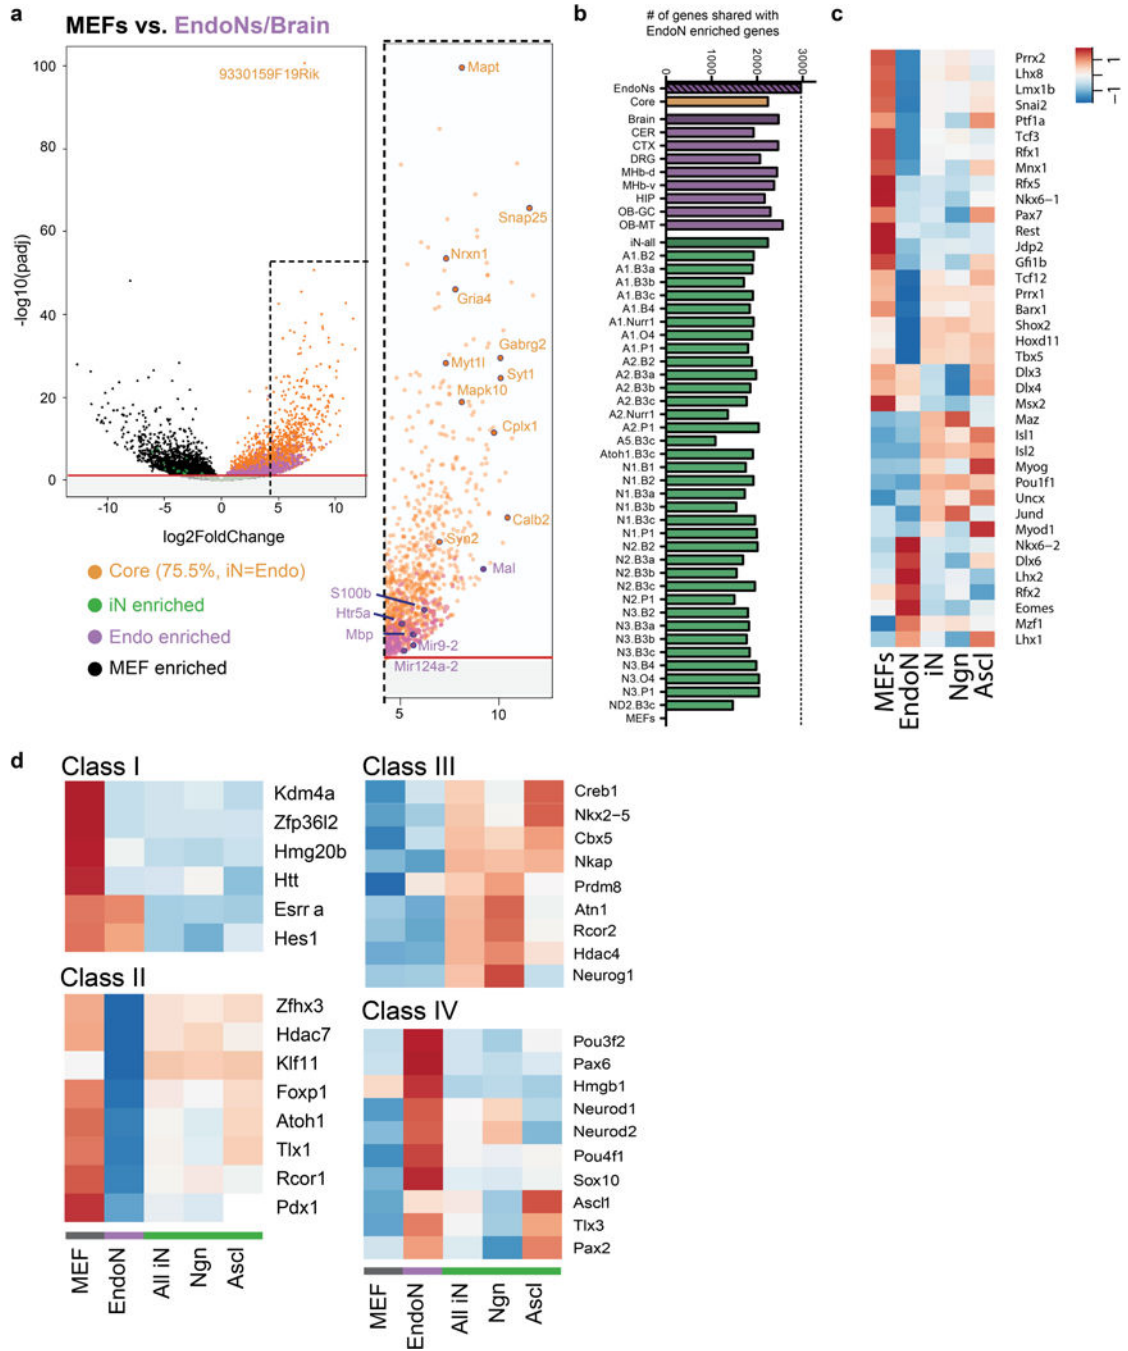 a
MEFs vs. EndoNs/Brain
-log10(padj)
100
80
60
40
20
0
-10
-5
0
5
10
log2FoldChange
9330159F19Rik
Core (75.5%, iN=Endo)
iN enriched
Endo enriched
MEF enriched
Mapt
Snap25
Nrxn1
Gria4
Gabrg2
Myt1l
Syt1
Mapk10
Cplx1
Calb2
Syn2
Mal
S100b
Htr5a
Mbp
Mir9-2
Mir124a-2
5
10
b
# of genes shared with
EndoN enriched genes
0
1000
2000
3000
EndoNs
Core
Brain
CER
CTX
DRG
MHb-d
MHb-v
HIP
OB-GC
OB-MT
iN-all
A1.B2
A1.B3a
A1.B3b
A1.B3c
A1.B4
A1.Nurr1
A1.O4
A1.P1
A2.B2
A2.B3a
A2.B3b
A2.B3c
A2.Nurr1
A2.P1
A5.B3c
Atoh1.B3c
N1.B1
N1.B2
N1.B3a
N1.B3b
N1.B3c
N1.P1
N2.B2
N2.B3a
N2.B3b
N2.B3c
N2.P1
N3.B2
N3.B3a
N3.B3b
N3.B3c
N3.B4
N3.O4
N3.P1
ND2.B3c
MEFs
c
1
−1
Prrx2
Lhx8
Lmx1b
Snai2
Ptf1a
Tcf3
Rfx1
Mnx1
Rfx5
Nkx6−1
Pax7
Rest
Jdp2
Gfi1b
Tcf12
Prrx1
Barx1
Shox2
Hoxd11
Tbx5
Dlx3
Dlx4
Msx2
Maz
Isl1
Isl2
Myog
Pou1f1
Uncx
Jund
Myod1
Nkx6−2
Dlx6
Lhx2
Rfx2
Eomes
Mzf1
Lhx1
MEFs
EndoN
iN
Ngn
Ascl
d
Class I
Kdm4a
Zfp36l2
Hmg20b
Htt
Esrr a
Hes1
Class II
Zfhx3
Hdac7
Klf11
Foxp1
Atoh1
Tlx1
Rcor1
Pdx1
MEF
EndoN
All iN
Ngn
Ascl
Class III
Creb1
Nkx2−5
Cbx5
Nkap
Prdm8
Atn1
Rcor2
Hdac4
Neurog1
Class IV
Pou3f2
Pax6
Hmgb1
Neurod1
Neurod2
Pou4f1
Sox10
Ascl1
Tlx3
Pax2
MEF
EndoN
All iN
Ngn
Ascl